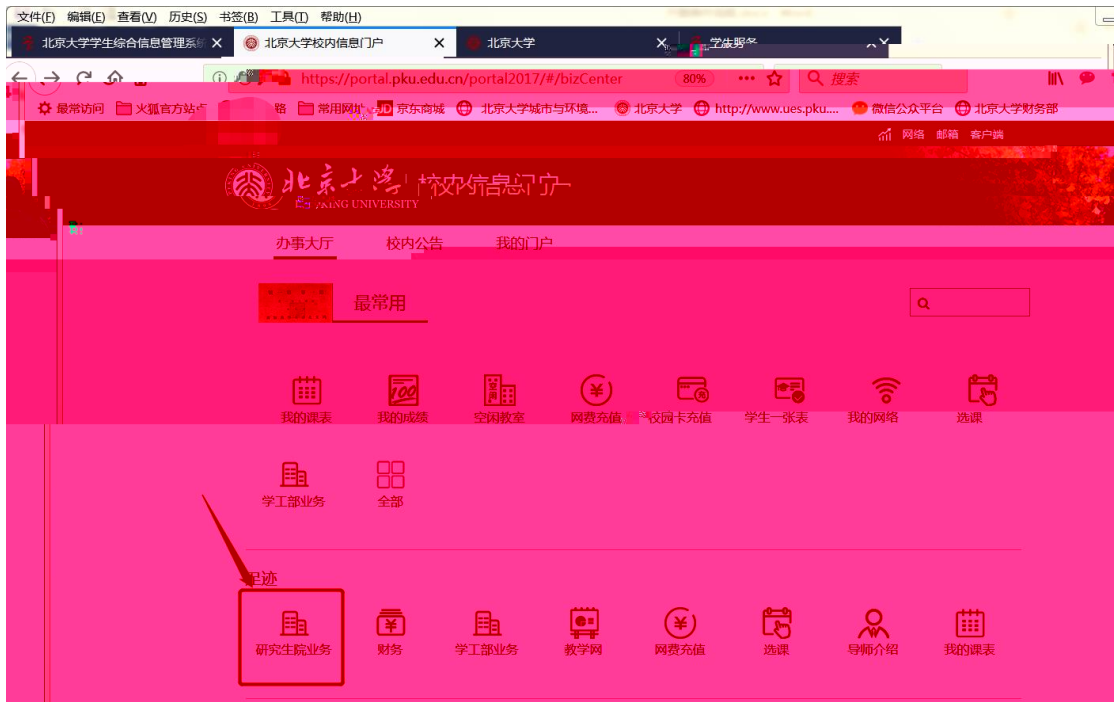 文件(F) 编辑(E) 查看(V) 历史(S) 书签(B) 工具(T) 帮助(H)
北京大学学生综合信息管理系统 北京大学校内信息门户 北京大学
https://portal.pku.edu.cn/portal2017/#/bizCenter 80% 搜索
最常访问 火狐官方站点 常用网址 JD 京东商城 北京大学城市与环境... 北京大学 http://www.ues.pku.... 微信公众平台 北京大学财务部
网络 邮箱 客户端
北京大学 校内信息门户
UNIVERSITY
办事大厅 校内公告 我的门户
最常用
100
我的课表 我的成绩 空闲教室 网费充值 校园卡充值 学生一张表 我的网络 选课
学工部业务 全部
足迹
研究生院业务 财务 学工部业务 教学网 网费充值 选课 导师介绍 我的课表